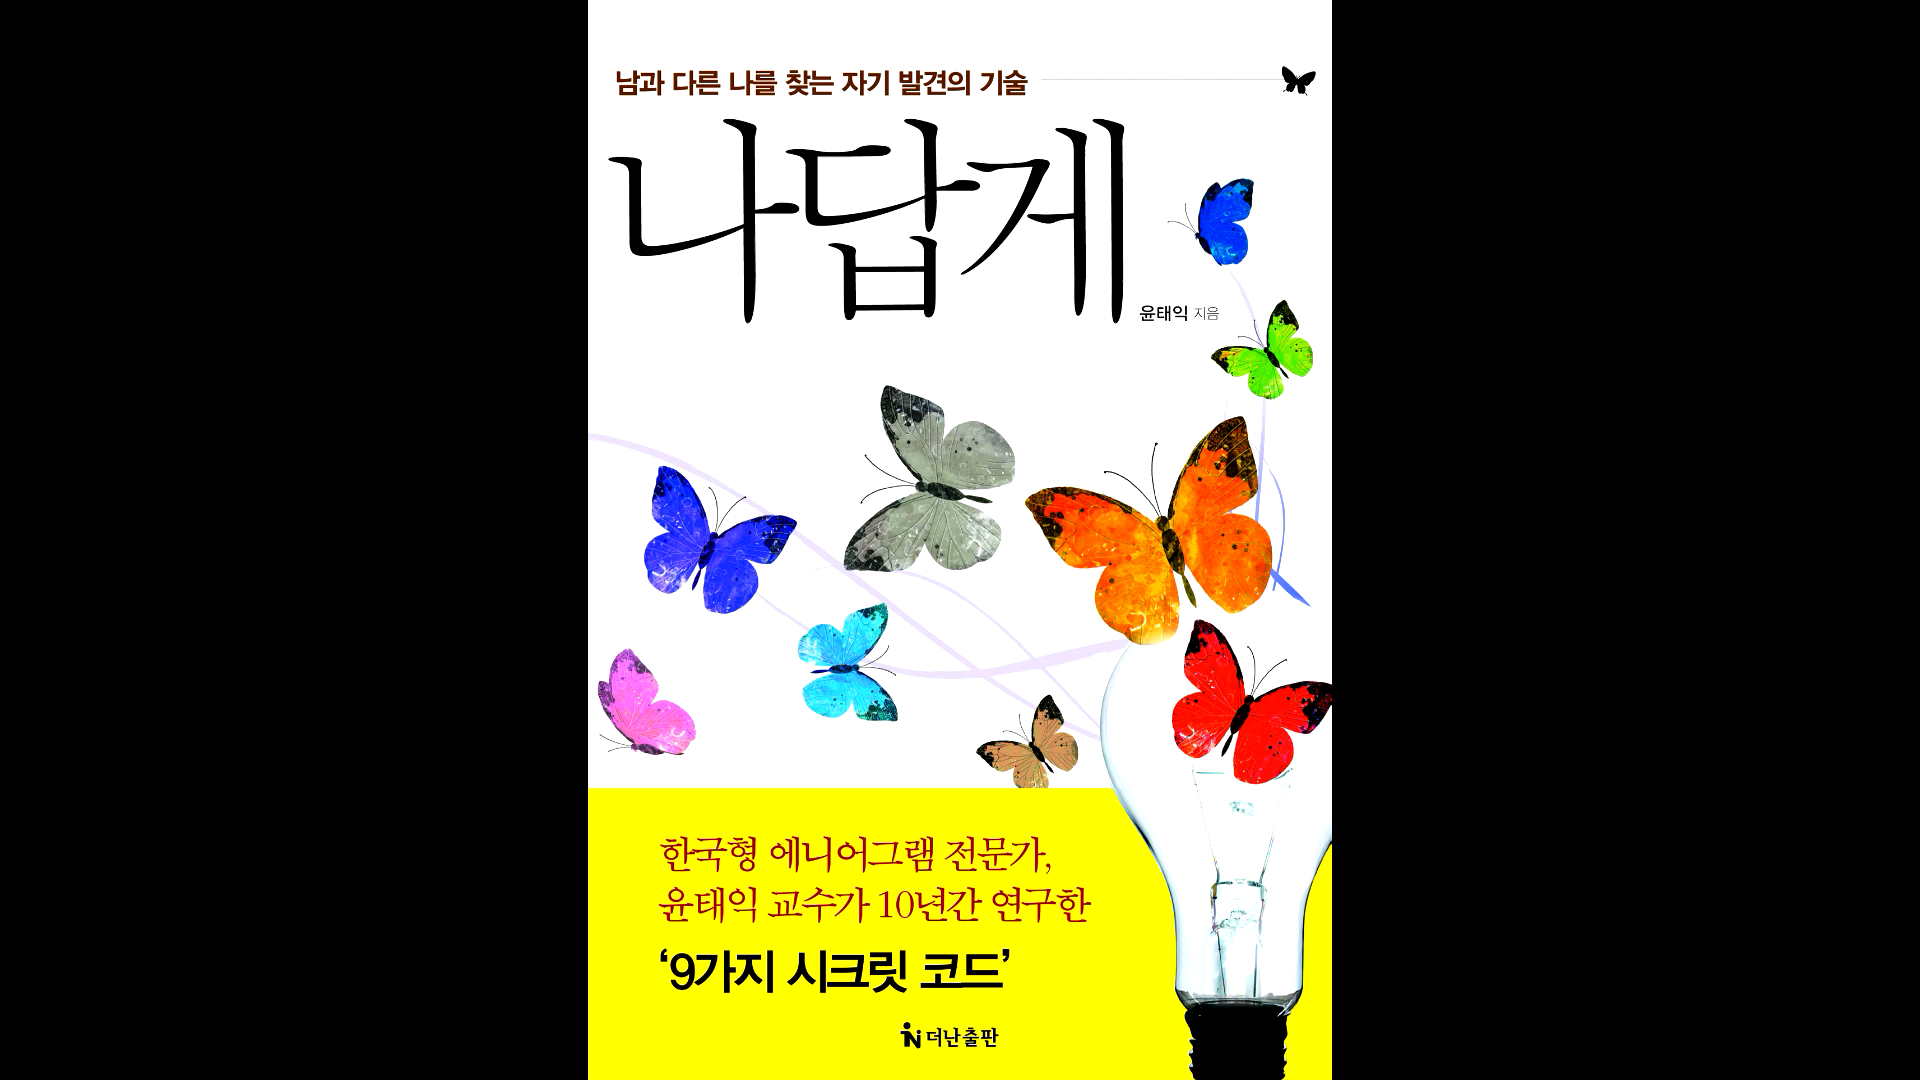 남과 다른 나를 찾는 자기 발견의 기술
나답게
윤태익 지음
한국형 에니어그램 전문가,
윤태익 교수가 10년간 연구한
‘9가지 시크릿 코드’
더난출판